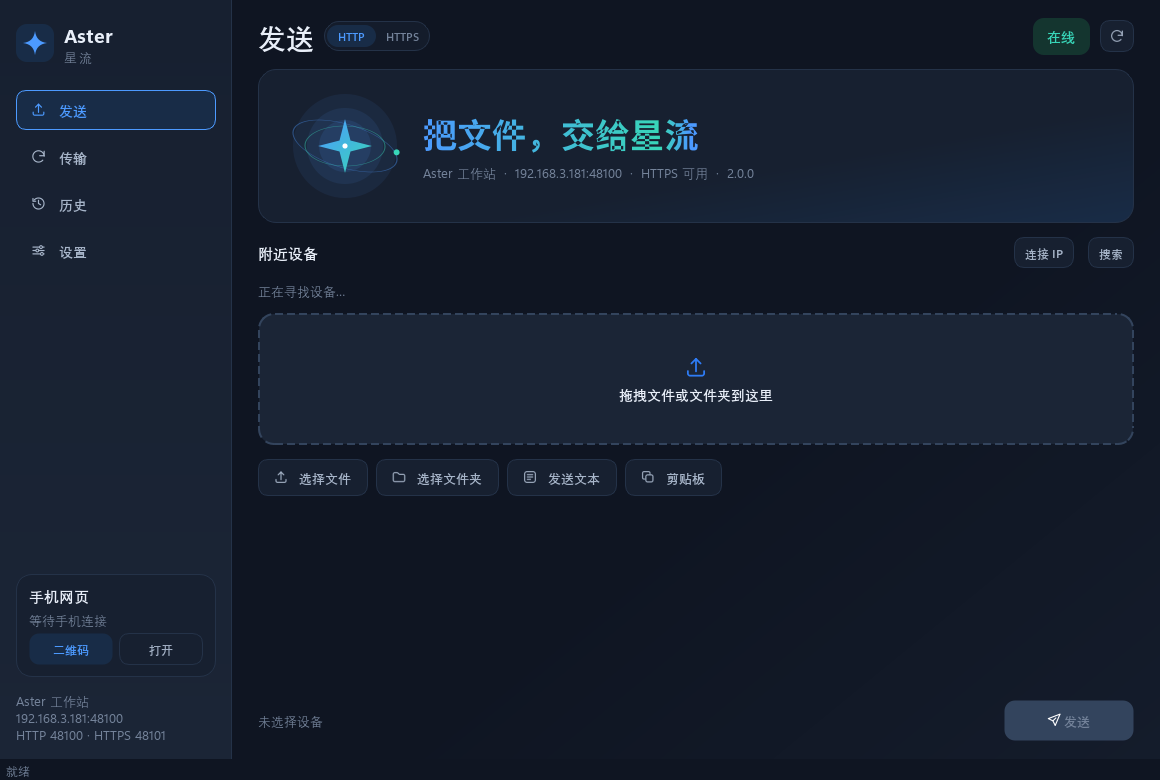 Aster
星 流
发送
传输
历史
设置
手机网页
等待手机连接
二维码
打开
Aster 工作站
192.168.3.181:48100
HTTP 48100 · HTTPS 48101
就绪
发送
HTTP
HTTPS
在线
把文件，交给星流
Aster 工作站 · 192.168.3.181:48100 · HTTPS 可用 · 2.0.0
附近设备
连接 IP
搜索
正在寻找设备...
拖拽文件或文件夹到这里
选择文件
选择文件夹
发送文本
剪贴板
未选择设备
发送